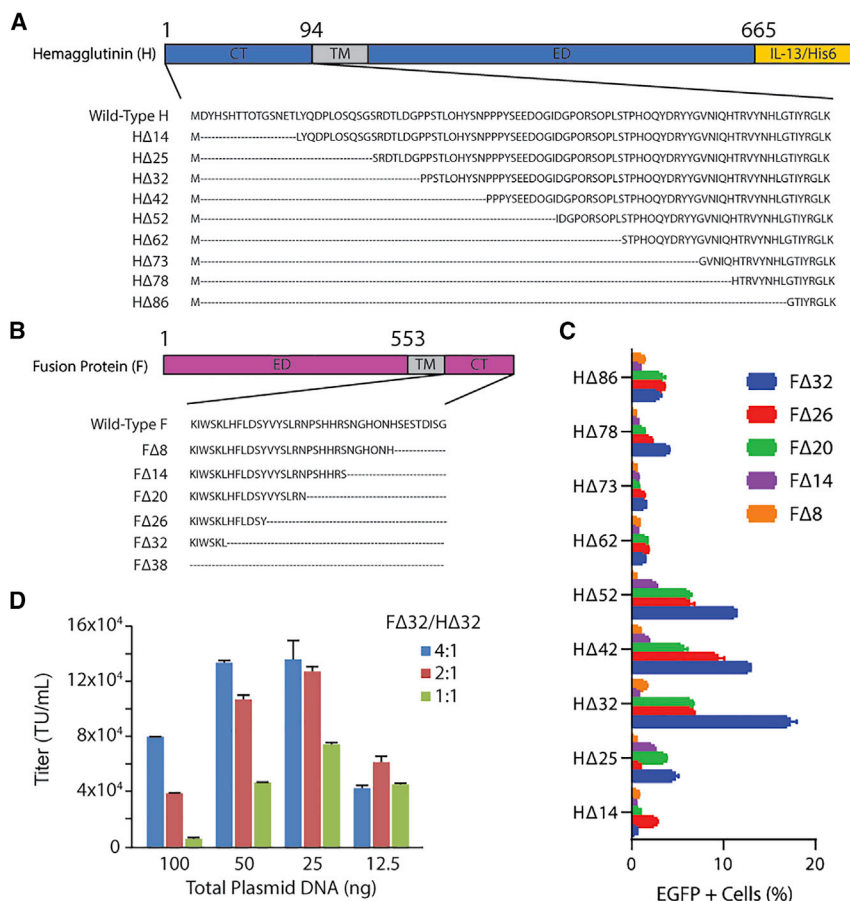 A
1 94 665
Hemagglutinin (H) CT TM ED IL-13/His6
Wild-Type H MDYHSHTTOTGSNETLYQDPLOSQSGSRDTLDGPPSTLOHYSNPPPYSEEDOGIDGPORSOPLSTPHOQYDRYYGVNIQHTRVYNHLGTIYRGLK
HΔ14 M--------------LYQDPLOSQSGSRDTLDGPPSTLOHYSNPPPYSEEDOGIDGPORSOPLSTPHOQYDRYYGVNIQHTRVYNHLGTIYRGLK
HΔ25 M-------------------------SRDTLDGPPSTLOHYSNPPPYSEEDOGIDGPORSOPLSTPHOQYDRYYGVNIQHTRVYNHLGTIYRGLK
HΔ32 M--------------------------------PPSTLOHYSNPPPYSEEDOGIDGPORSOPLSTPHOQYDRYYGVNIQHTRVYNHLGTIYRGLK
HΔ42 M------------------------------------------PPPYSEEDOGIDGPORSOPLSTPHOQYDRYYGVNIQHTRVYNHLGTIYRGLK
HΔ52 M----------------------------------------------------IDGPORSOPLSTPHOQYDRYYGVNIQHTRVYNHLGTIYRGLK
HΔ62 M--------------------------------------------------------------STPHOQYDRYYGVNIQHTRVYNHLGTIYRGLK
HΔ73 M-------------------------------------------------------------------------GVNIQHTRVYNHLGTIYRGLK
HΔ78 M------------------------------------------------------------------------------HTRVYNHLGTIYRGLK
HΔ86 M--------------------------------------------------------------------------------------GTIYRGLK
B
1 553
Fusion Protein (F) ED TM CT
Wild-Type F KIWSKLHFLDSYVYSLRNPSHHRSNGHONHSESTDISG
FΔ8 KIWSKLHFLDSYVYSLRNPSHHRSNGHONH--------
FΔ14 KIWSKLHFLDSYVYSLRNPSHHRS--------------
FΔ20 KIWSKLHFLDSYVYSLRN--------------------
FΔ26 KIWSKLHFLDSY--------------------------
FΔ32 KIWSKL--------------------------------
FΔ38 --------------------------------------
C
HΔ86
HΔ78
HΔ73
HΔ62
HΔ52
HΔ42
HΔ32
HΔ25
HΔ14
0 10 20
EGFP + Cells (%)
FΔ32
FΔ26
FΔ20
FΔ14
FΔ8
D
FΔ32/HΔ32
4:1
2:1
1:1
16x10⁴
12x10⁴
8x10⁴
4x10⁴
0
Titer (TU/mL)
100 50 25 12.5
Total Plasmid DNA (ng)